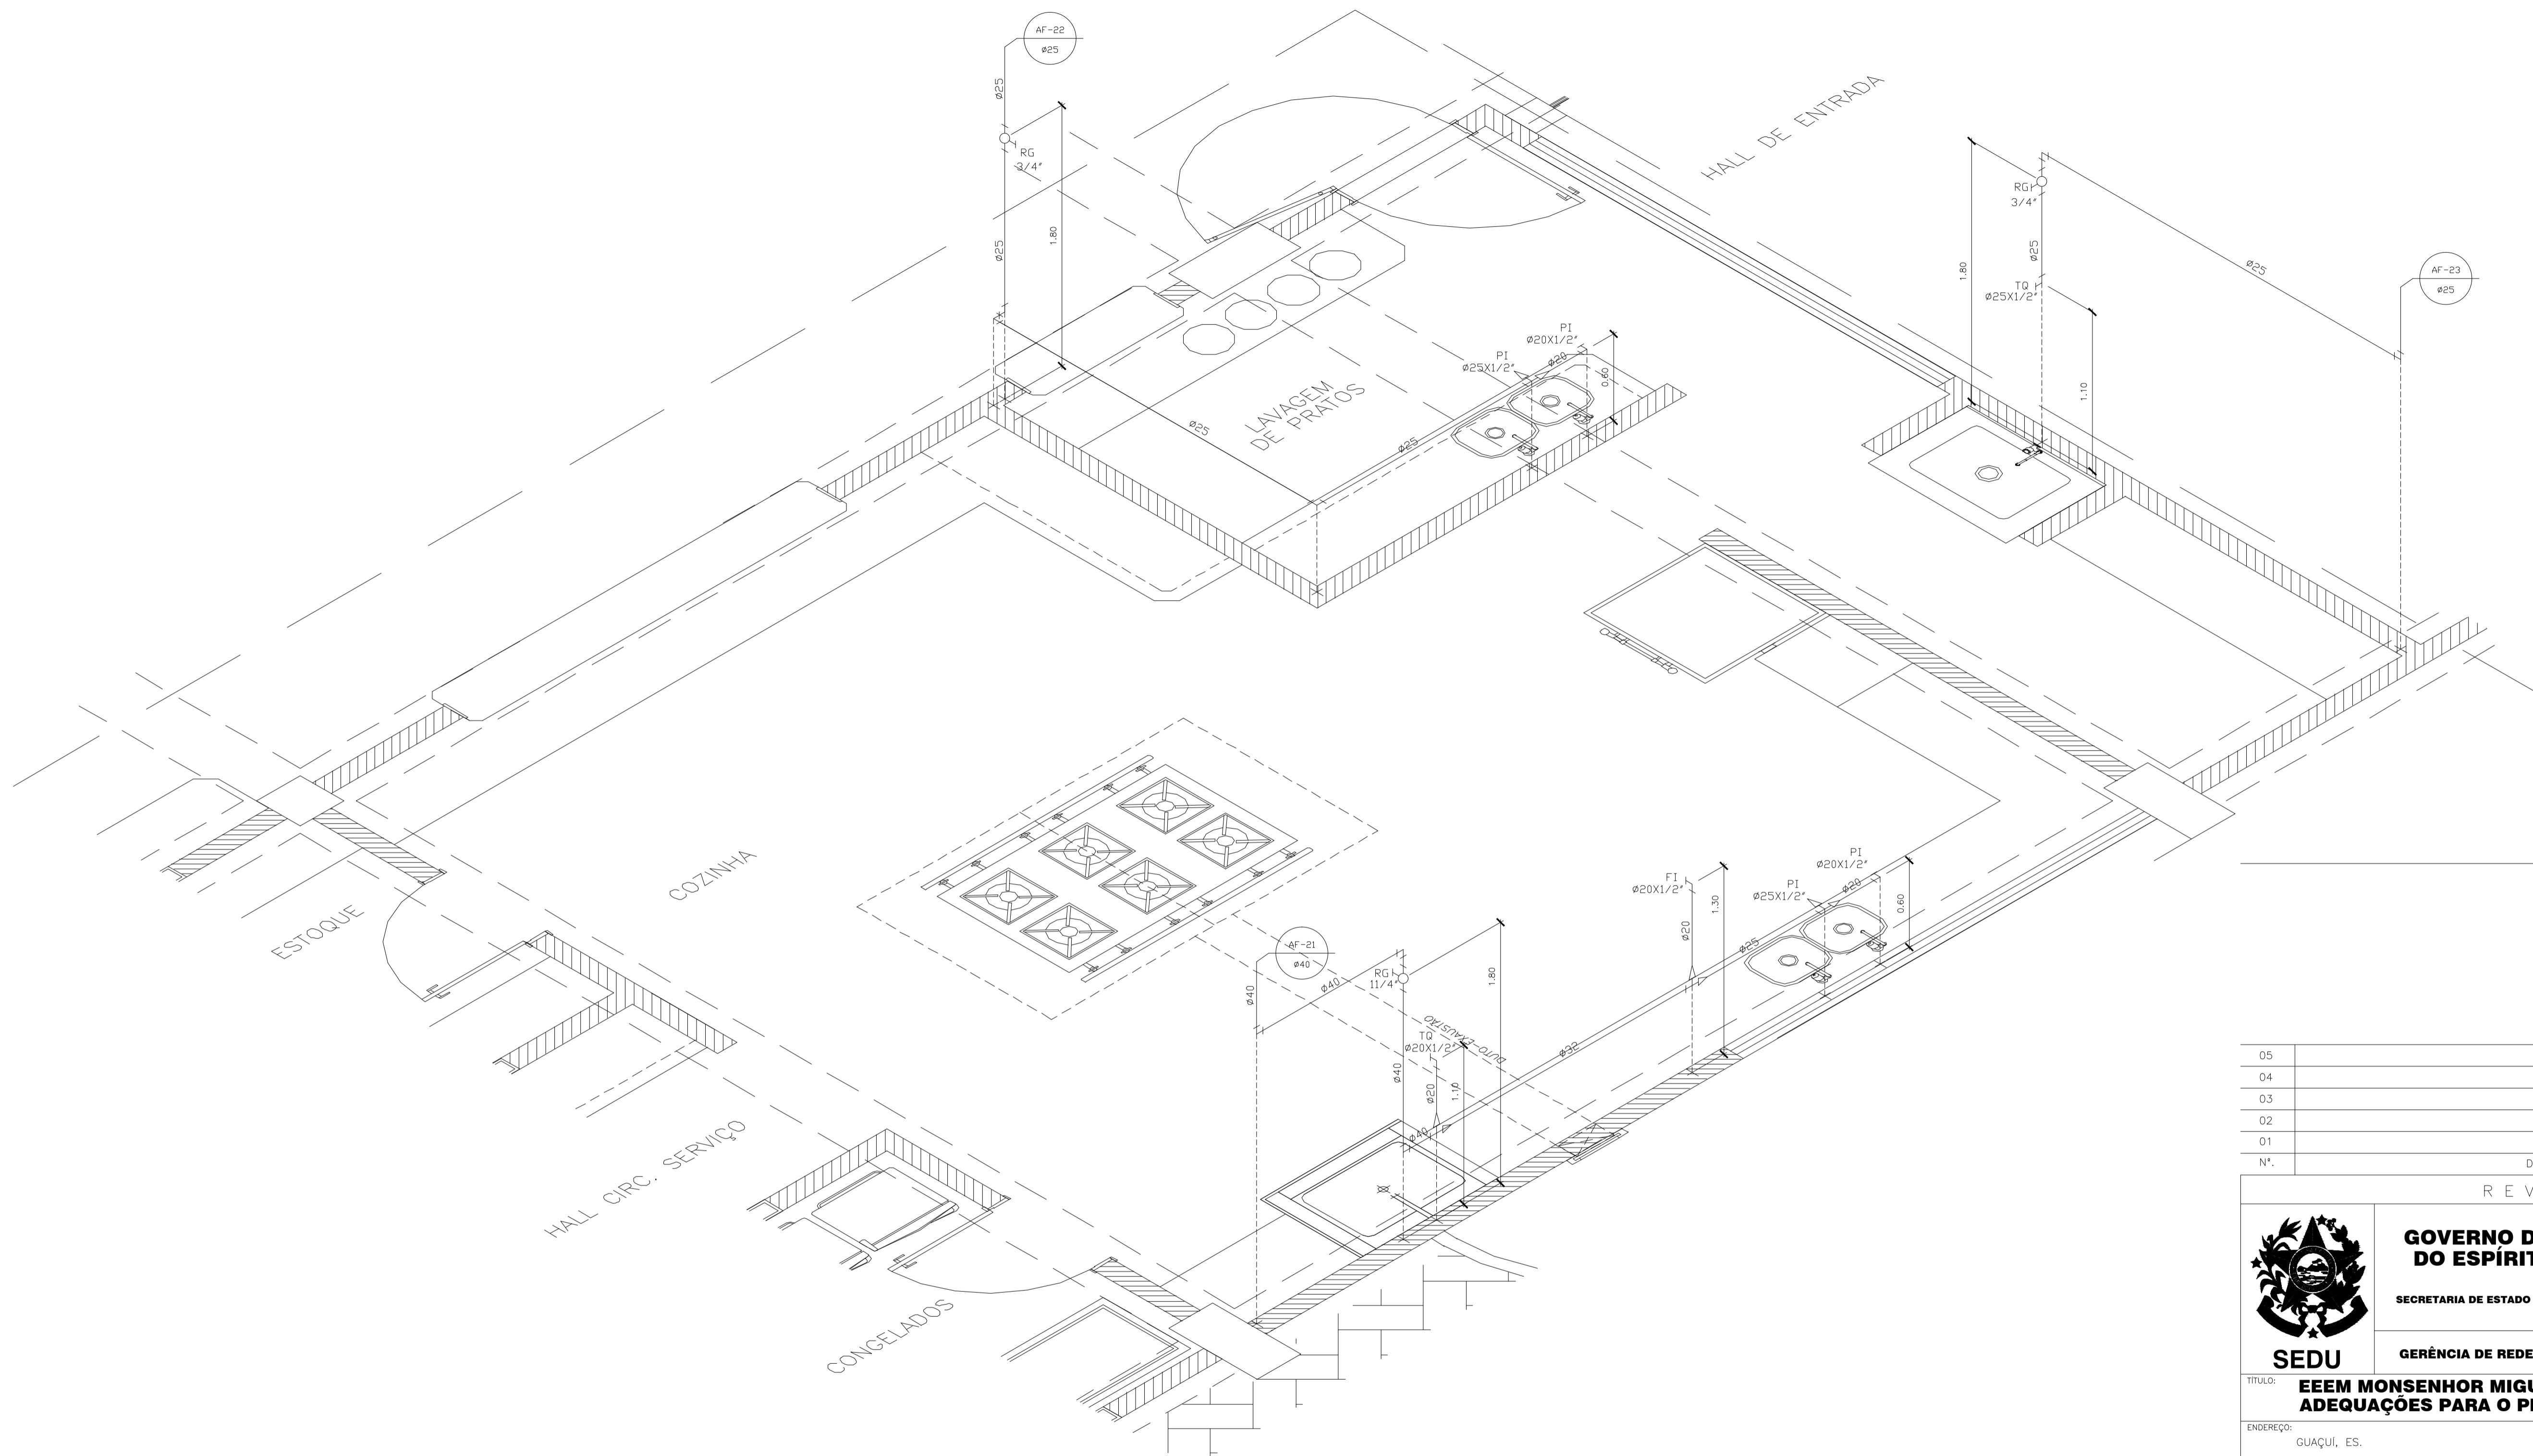 AF-22
ø25
ø25
RG
3/4"
ø25
1.80
HALL DE ENTRADA
RG
3/4"
1.80
ø25
TQ
ø25X1/2"
1.10
ø25
AF-23
ø25
PI
ø20X1/2"
PI
ø25X1/2"
ø20
0.60
LAVAGEM
DE PRATOS
ø25
ø25
COZINHA
ESTOQUE
AF-21
ø40
ø40
ø40
RG
11/4"
1.80
DUTO-EXAUSTÃO
TQ
ø20X1/2"
ø40
ø20
1.10
ø40
ø32
FI
ø20X1/2"
1.30
ø20
PI
ø20X1/2"
PI
ø25X1/2"
ø20
0.60
ø25
HALL CIRC. SERVIÇO
CONGELADOS
05
04
03
02
01
Nº.
D
R E V
GOVERNO D
DO ESPÍRIT
SECRETARIA DE ESTADO
SEDU
GERÊNCIA DE REDE
TÍTULO:
EEEM MONSENHOR MIGU
ADEQUAÇÕES PARA O P
ENDEREÇO:
GUAÇUÍ, ES.